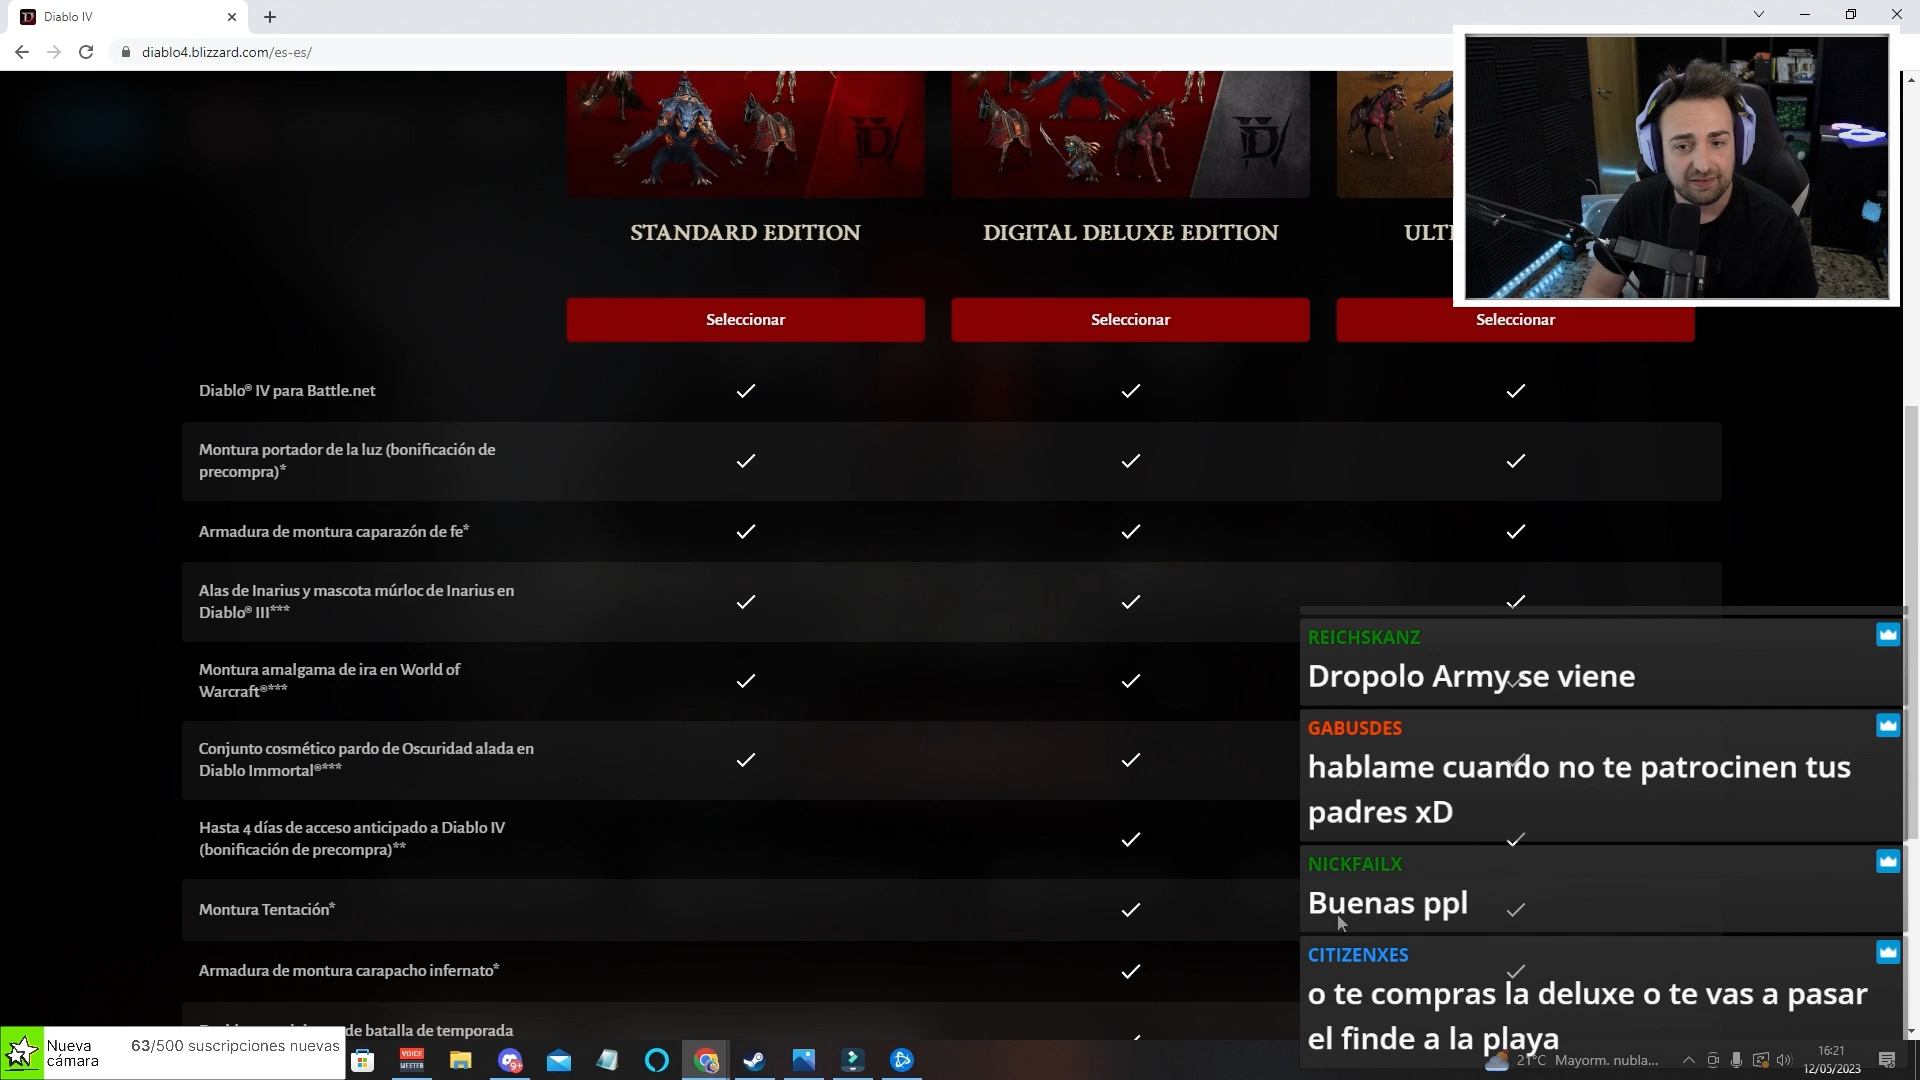 Diablo IV
diablo4.blizzard.com/es-es/
STANDARD EDITION
DIGITAL DELUXE EDITION
Seleccionar
Seleccionar
Seleccionar
Diablo® IV para Battle.net
Montura portador de la luz (bonificación de
precompra)*
Armadura de montura caparazón de fe*
Alas de Inarius y mascota múrloc de Inarius en
Diablo® III***
Montura amalgama de ira en World of
Warcraft®***
Conjunto cosmético pardo de Oscuridad alada en
Diablo Immortal®***
Hasta 4 días de acceso anticipado a Diablo IV
(bonificación de precompra)**
Montura Tentación*
Armadura de montura carapacho infernato*
de batalla de temporada
REICHSKANZ
Dropolo Army se viene
GABUSDES
hablame cuando no te patrocinen tus
padres xD
NICKFAILX
Buenas ppl
CITIZENXES
o te compras la deluxe o te vas a pasar
el finde a la playa
Nueva
cámara
63/500 suscripciones nuevas
VOICE
MEETER
9+
21°C Mayorm. nubla...
16:21
12/05/2023